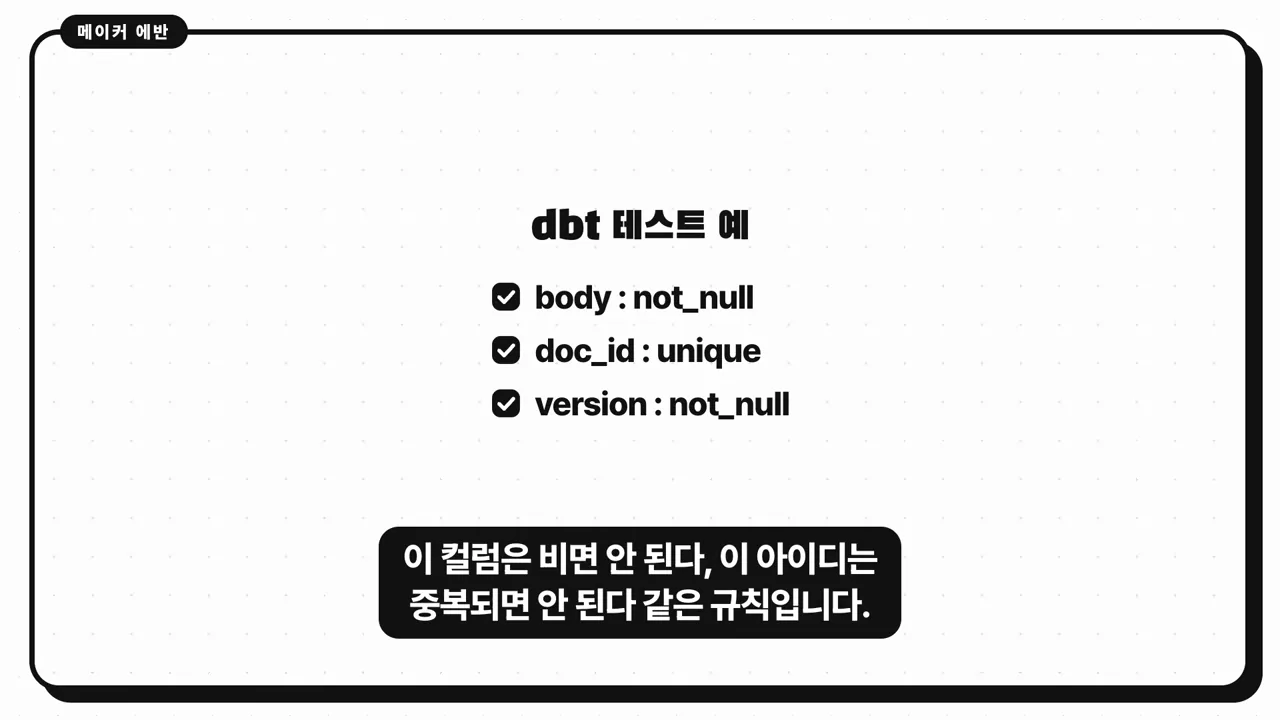 메이커 에반
dbt 테스트 예
body : not_null
doc_id : unique
version : not_null
이 컬럼은 비면 안 된다, 이 아이디는
중복되면 안 된다 같은 규칙입니다.